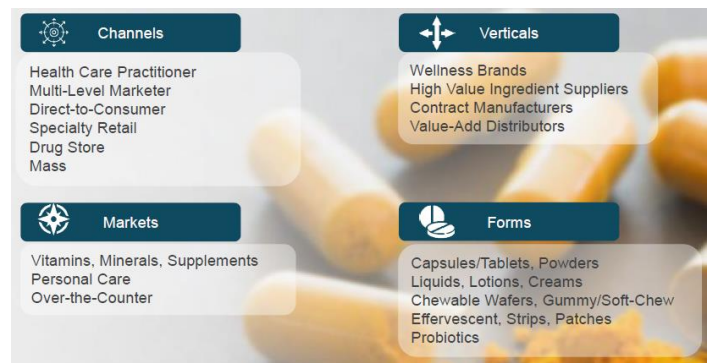 Channels
Health Care Practitioner
Multi-Level Marketer
Direct-to-Consumer
Specialty Retail
Drug Store
Mass
Verticals
Wellness Brands
High Value Ingredient Suppliers
Contract Manufacturers
Value-Add Distributors
Markets
Vitamins, Minerals, Supplements
Personal Care
Over-the-Counter
Forms
Capsules/Tablets, Powders
Liquids, Lotions, Creams
Chewable Wafers, Gummy/Soft-Chew
Effervescent, Strips, Patches
Probiotics